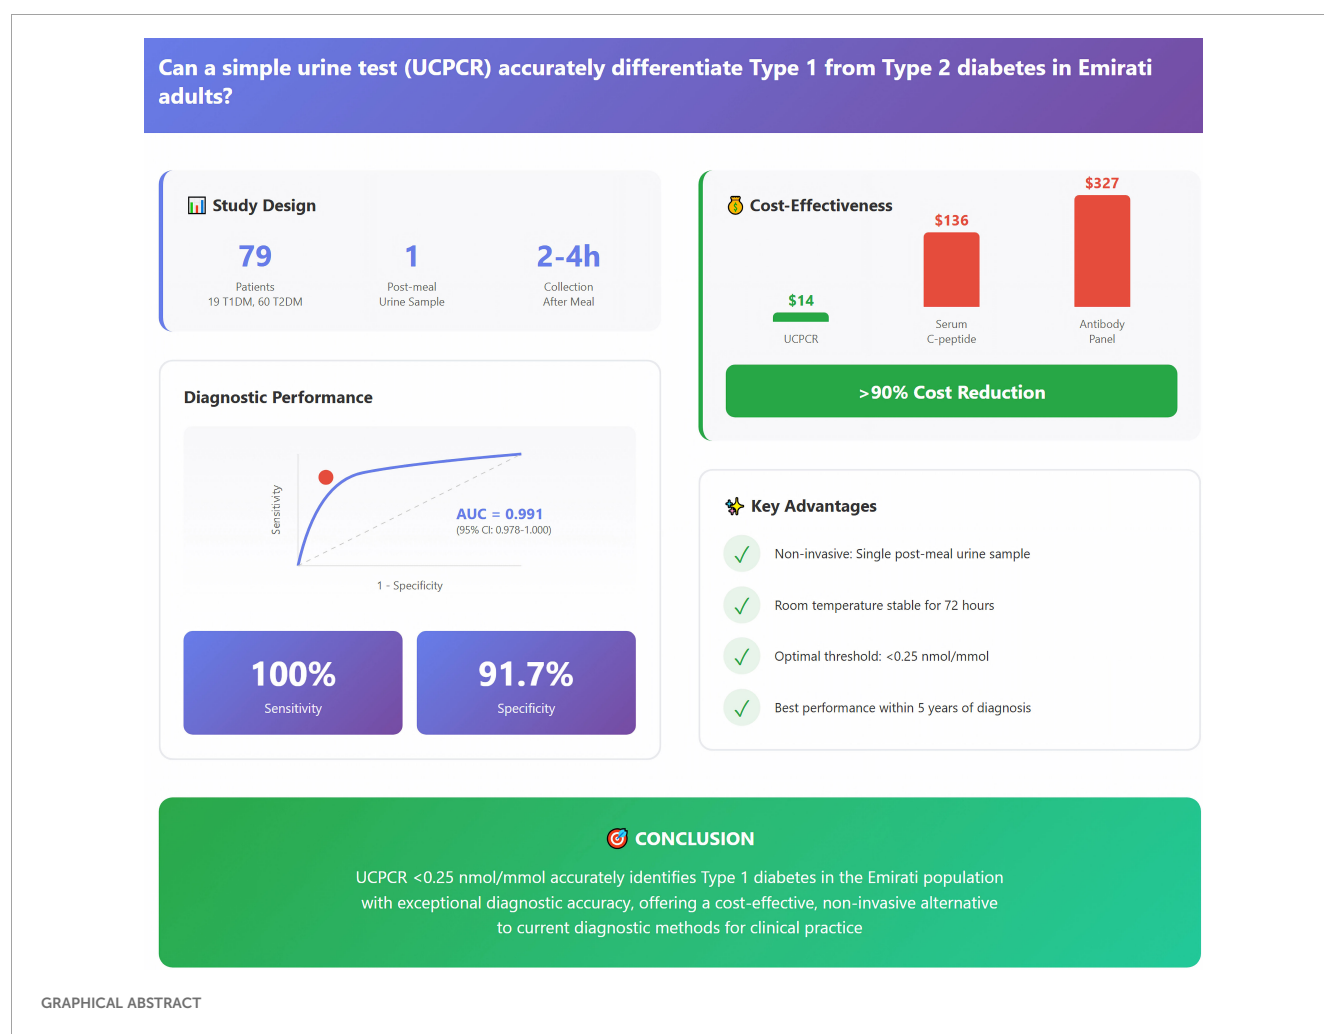 Can a simple urine test (UCPCR) accurately differentiate Type 1 from Type 2 diabetes in Emirati
adults?
Study Design
79
Patients
19 T1DM, 60 T2DM
1
Post-meal
Urine Sample
2-4h
Collection
After Meal
Diagnostic Performance
Sensitivity
AUC = 0.991
(95% CI: 0.978-1.000)
1 - Specificity
100%
Sensitivity
91.7%
Specificity
Cost-Effectiveness
$14
UCPCR
$136
Serum
C-peptide
$327
Antibody
Panel
>90% Cost Reduction
Key Advantages
Non-invasive: Single post-meal urine sample
Room temperature stable for 72 hours
Optimal threshold: <0.25 nmol/mmol
Best performance within 5 years of diagnosis
CONCLUSION
UCPCR <0.25 nmol/mmol accurately identifies Type 1 diabetes in the Emirati population
with exceptional diagnostic accuracy, offering a cost-effective, non-invasive alternative
to current diagnostic methods for clinical practice
GRAPHICAL ABSTRACT